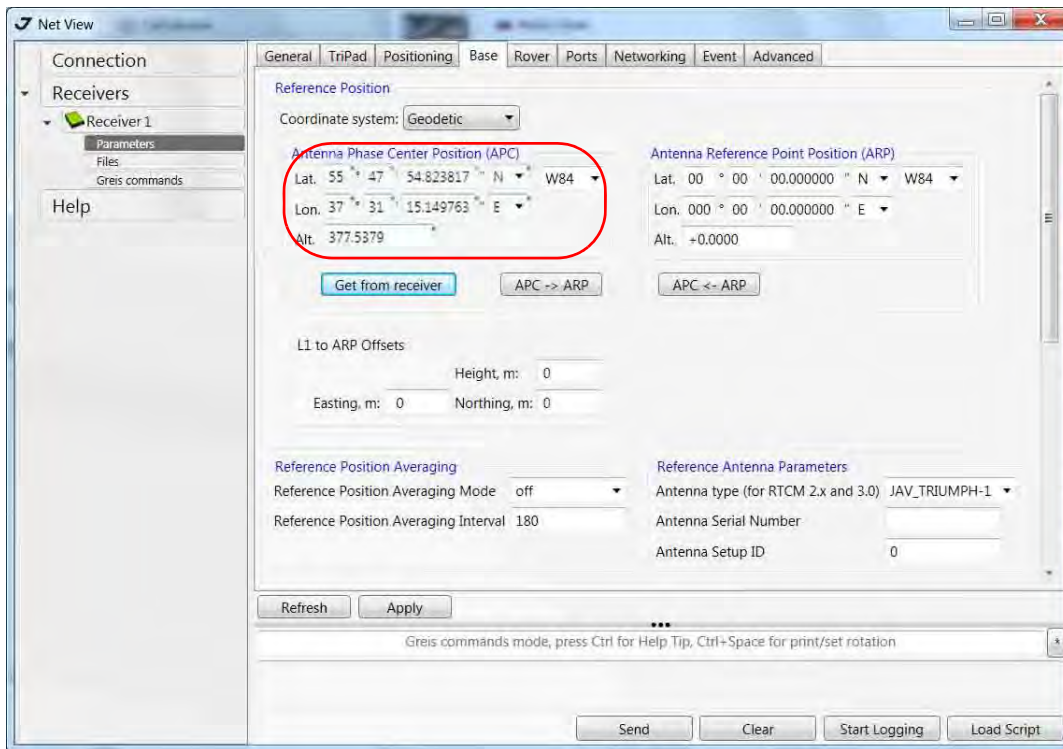 Net View
Connection
Receivers
Receiver 1
Parameters
Files
Greis commands
Help
General TriPad Positioning Base Rover Ports Networking Event Advanced
Reference Position
Coordinate system: Geodetic
Antenna Phase Center Position (APC)
Lat. 55 ° 47 ' 54.823817 " N W84
Lon. 37 ° 31 ' 15.149763 " E
Alt. 377.5379
Antenna Reference Point Position (ARP)
Lat. 00 ° 00 ' 00.000000 " N W84
Lon. 000 ° 00 ' 00.000000 " E
Alt. +0.0000
Get from receiver APC -> ARP APC <- ARP
L1 to ARP Offsets
Height, m: 0
Easting, m: 0 Northing, m: 0
Reference Position Averaging
Reference Position Averaging Mode off
Reference Position Averaging Interval 180
Reference Antenna Parameters
Antenna type (for RTCM 2.x and 3.0) JAV_TRIUMPH-1
Antenna Serial Number
Antenna Setup ID 0
Refresh Apply
Greis commands mode, press Ctrl for Help Tip, Ctrl+Space for print/set rotation
Send Clear Start Logging Load Script